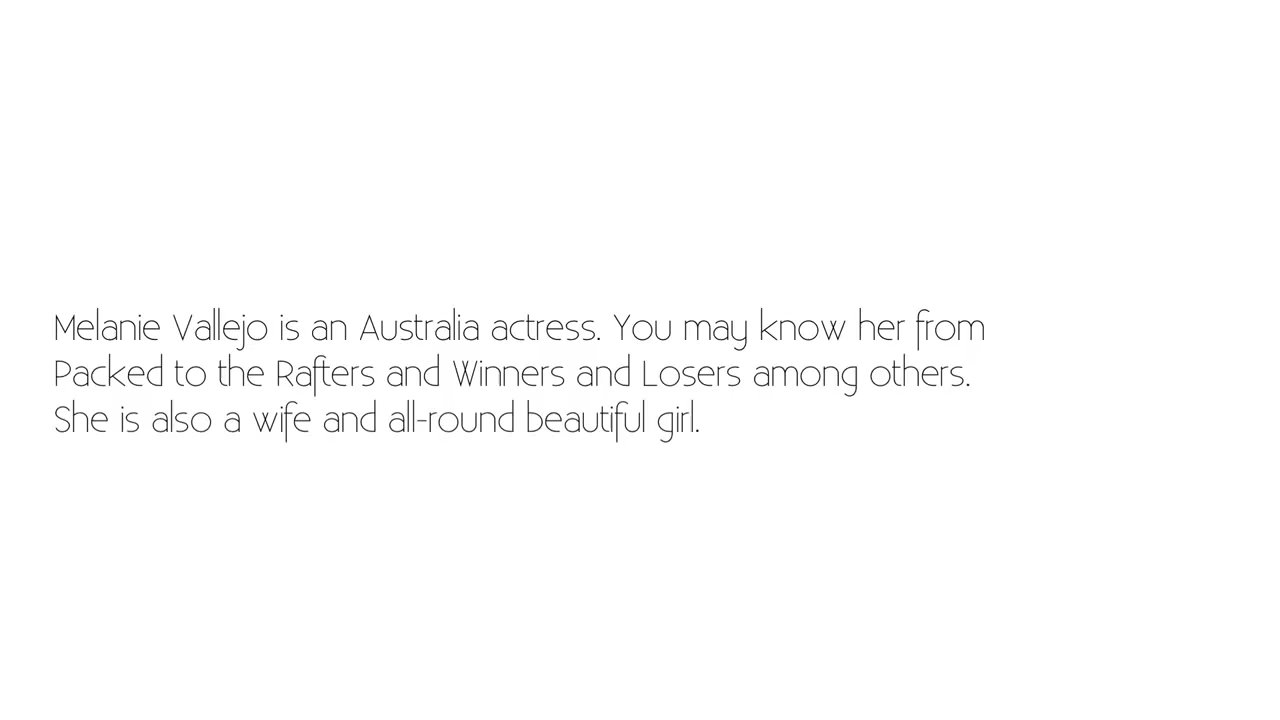 Melanie Vallejo is an Australia actress. You may know her from
Packed to the Rafters and Winners and Losers among others.
She is also a wife and all-round beautiful girl.